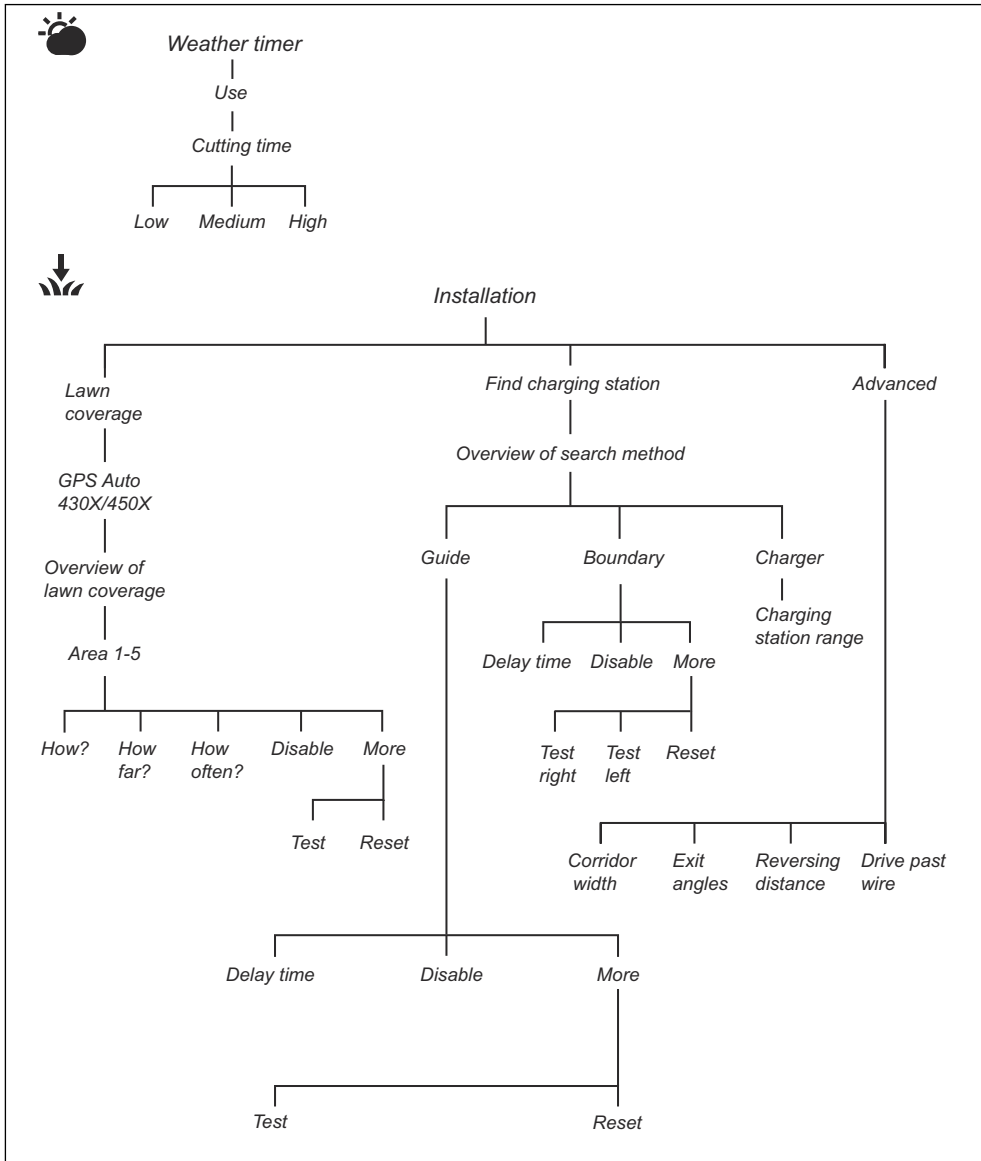 Weather timer
Use
Cutting time
Low Medium High
Installation
Lawn
coverage
Find charging station
Advanced
Overview of search method
GPS Auto
430X/450X
Guide
Boundary
Charger
Overview of
lawn coverage
Charging
station range
Area 1-5
Delay time Disable More
How?
How
far?
How
often?
Disable
More
Test
right
Test
left
Reset
Test Reset
Corridor
width
Exit
angles
Reversing
distance
Drive past
wire
Delay time Disable More
Test Reset